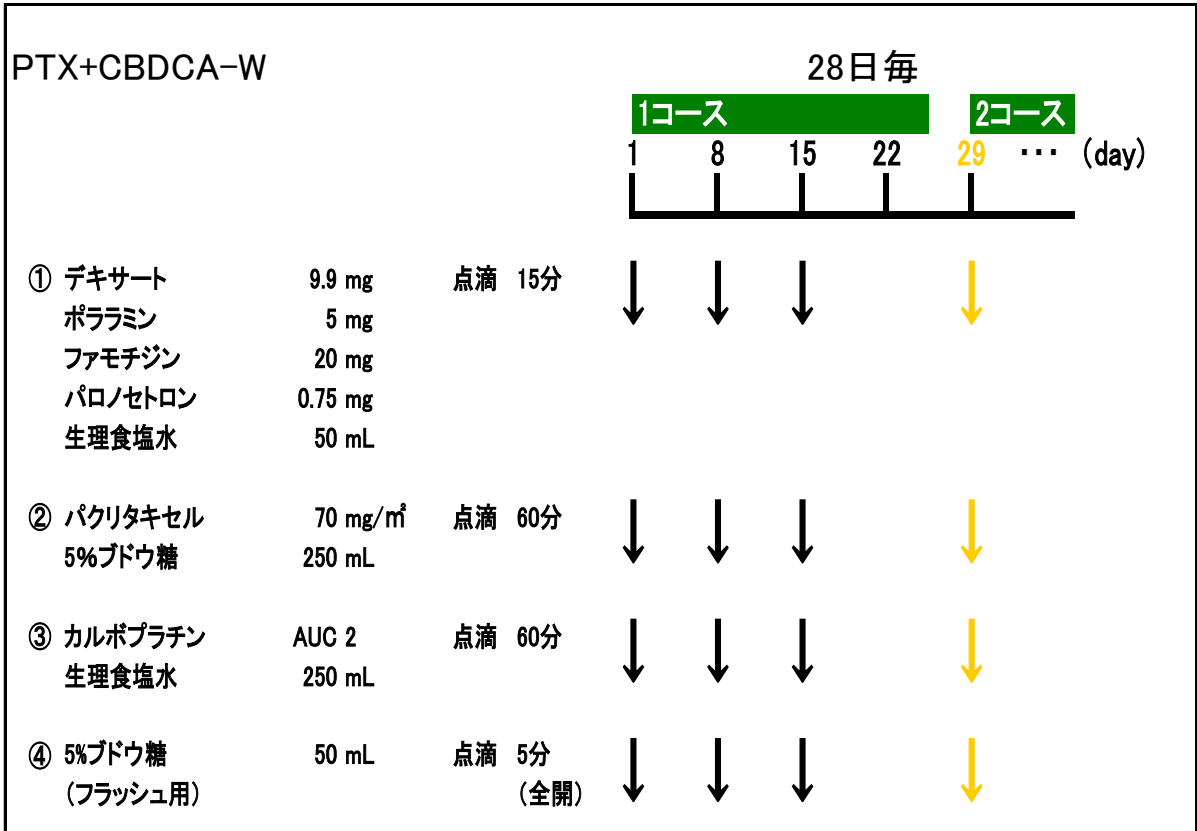 PTX+CBDCA-W 28日毎
1コース 2コース
1 8 15 22 29 ･･･ (day)
① デキサート 9.9 mg 点滴 15分
ポララミン 5 mg
ファモチジン 20 mg
パロノセトロン 0.75 mg
生理食塩水 50 mL
② パクリタキセル 70 mg/㎡ 点滴 60分
5%ブドウ糖 250 mL
③ カルボプラチン AUC 2 点滴 60分
生理食塩水 250 mL
④ 5%ブドウ糖 50 mL 点滴 5分
(フラッシュ用) (全開)